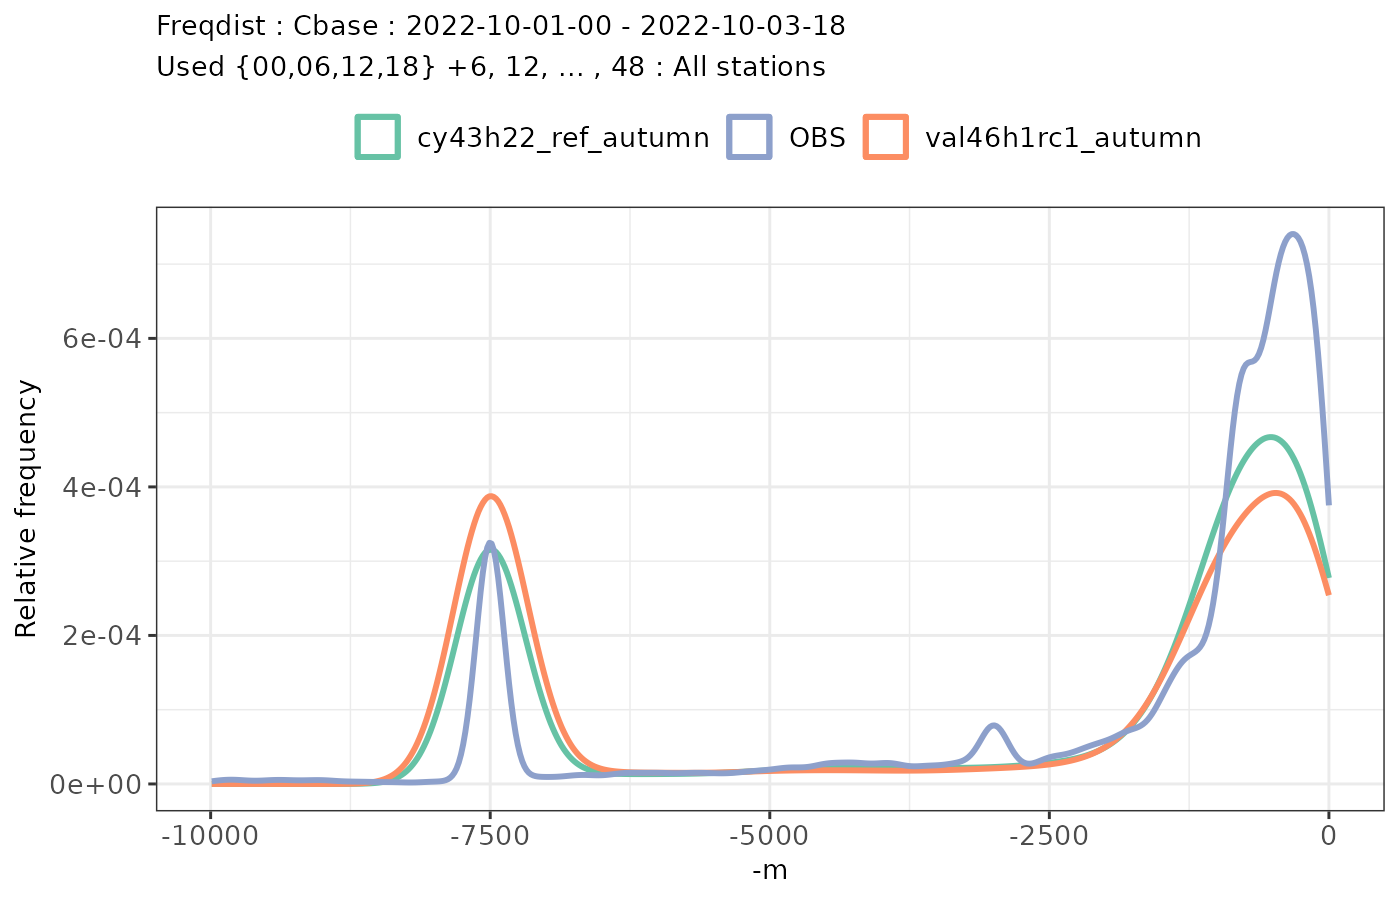 Freqdist : Cbase : 2022-10-01-00 - 2022-10-03-18
Used {00,06,12,18} +6, 12, ... , 48 : All stations
cy43h22_ref_autumn OBS val46h1rc1_autumn
Relative frequency
6e-04
4e-04
2e-04
0e+00
-10000 -7500 -5000 -2500 0
-m